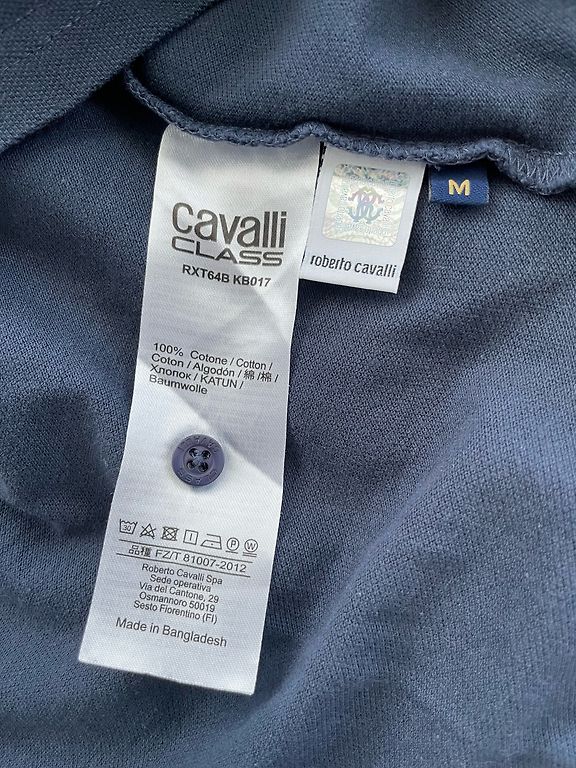 cavalli
CLASS
RXT64B KB017
100% Cotone / Cotton /
Coton / Algodón / 綿 /棉 /
Хлопок / KATUN /
Baumwolle
30
P
W
品種 FZ/T 81007-2012
Roberto Cavalli Spa
Sede operativa
Via del Cantone, 29
Osmannoro 50019
Sesto Fiorentino (FI)
Made in Bangladesh
roberto cavalli
M